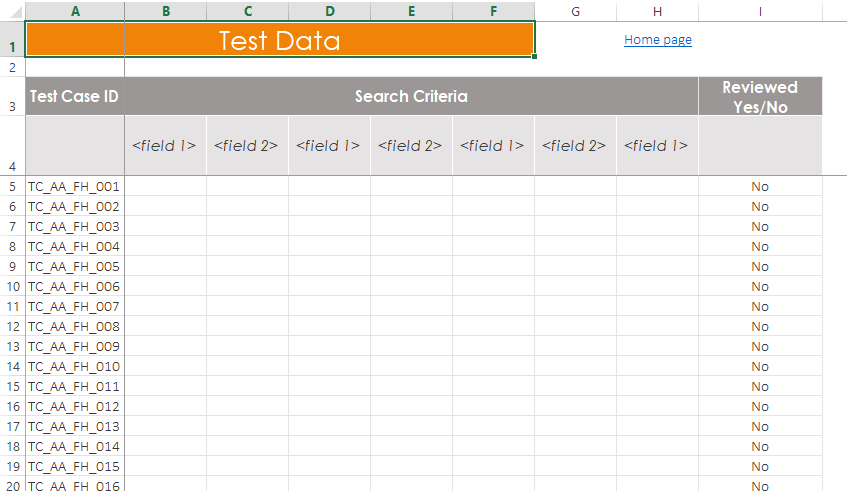 A B C D E F G H I
1 Test Data Home page
2
3 Test Case ID Search Criteria Reviewed
Yes/No
4 <field 1> <field 2> <field 1> <field 2> <field 1> <field 2> <field 1>
5 TC_AA_FH_001 No
6 TC_AA_FH_002 No
7 TC_AA_FH_003 No
8 TC_AA_FH_004 No
9 TC_AA_FH_005 No
10 TC_AA_FH_006 No
11 TC_AA_FH_007 No
12 TC_AA_FH_008 No
13 TC_AA_FH_009 No
14 TC_AA_FH_010 No
15 TC_AA_FH_011 No
16 TC_AA_FH_012 No
17 TC_AA_FH_013 No
18 TC_AA_FH_014 No
19 TC_AA_FH_015 No
20 TC_AA_FH_016 No